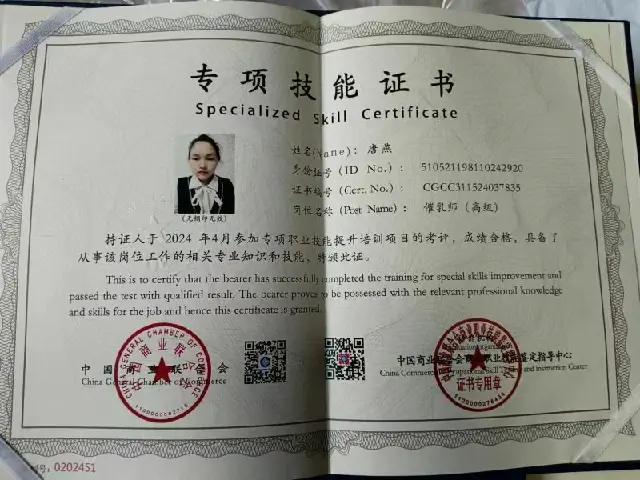 专项技能证书
Specialized Skill Certificate
姓名(Name): 唐燕
身份证号(ID No.): 510521198110242920
证书编号(Cert. No.): CGCC311524037835
岗位名称(Post Name): 催乳师(高级)
(无钢印无效)
持证人于2024年4月参加专项职业技能提升培训项目的考评,成绩合格,具备了
从事该岗位工作的相关专业知识和技能,特颁此证。
This is to certify that the bearer has successfully completed the training for special skills improvement and
passed the test with qualified result. The bearer proves to be possessed with the relevant professional knowledge
and skills for the job and hence this certificate is granted.
CHINA GENERAL CHAMBER OF COMMERCE
中国商业联合会
China General Chamber of Commerce
中国商业联合会商业职业技能鉴定指导中心
China Commerce Occupational Skill and Instruction Center
证书专用章
0202451